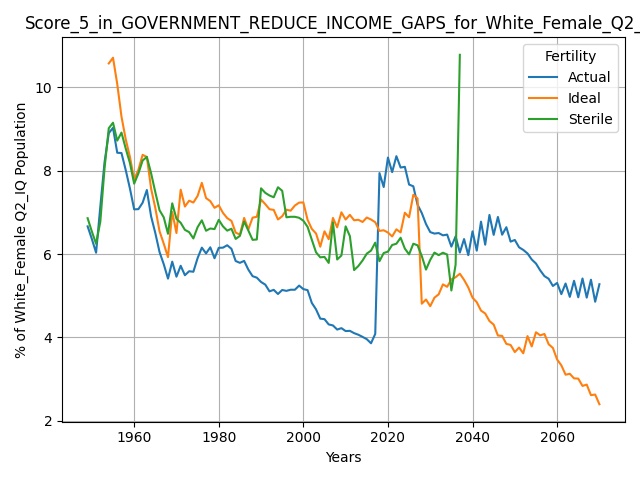 Score_5_in_GOVERNMENT_REDUCE_INCOME_GAPS_for_White_Female_Q2_
% of White_Female Q2_IQ Population
Fertility
Actual
Ideal
Sterile
10
8
6
4
2
1960 1980 2000 2020 2040 2060
Years